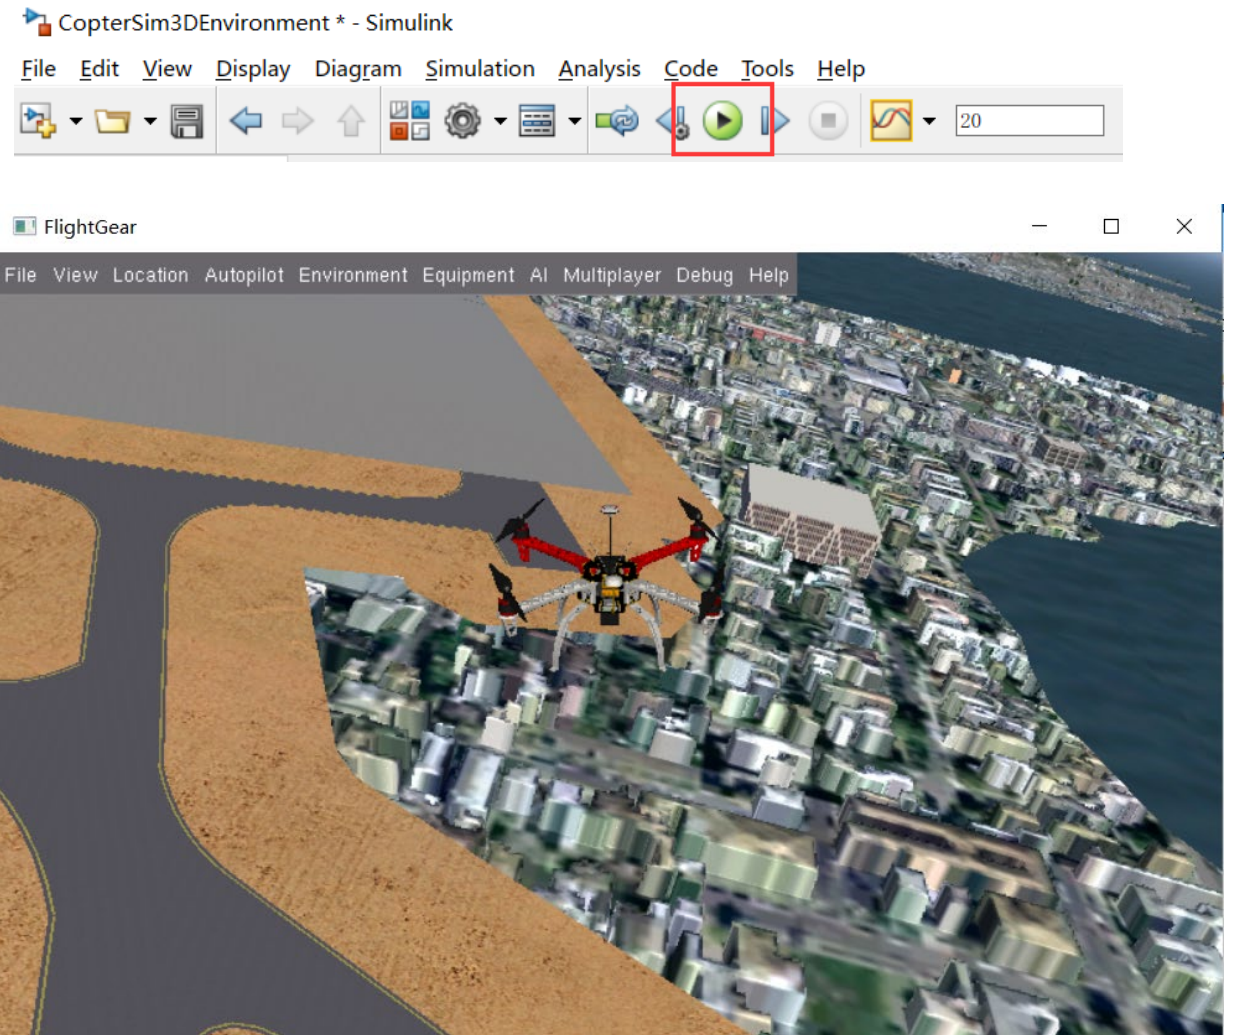 CopterSim3DEnvironment * - Simulink
File Edit View Display Diagram Simulation Analysis Code Tools Help
20
FlightGear
File View Location Autopilot Environment Equipment AI Multiplayer Debug Help